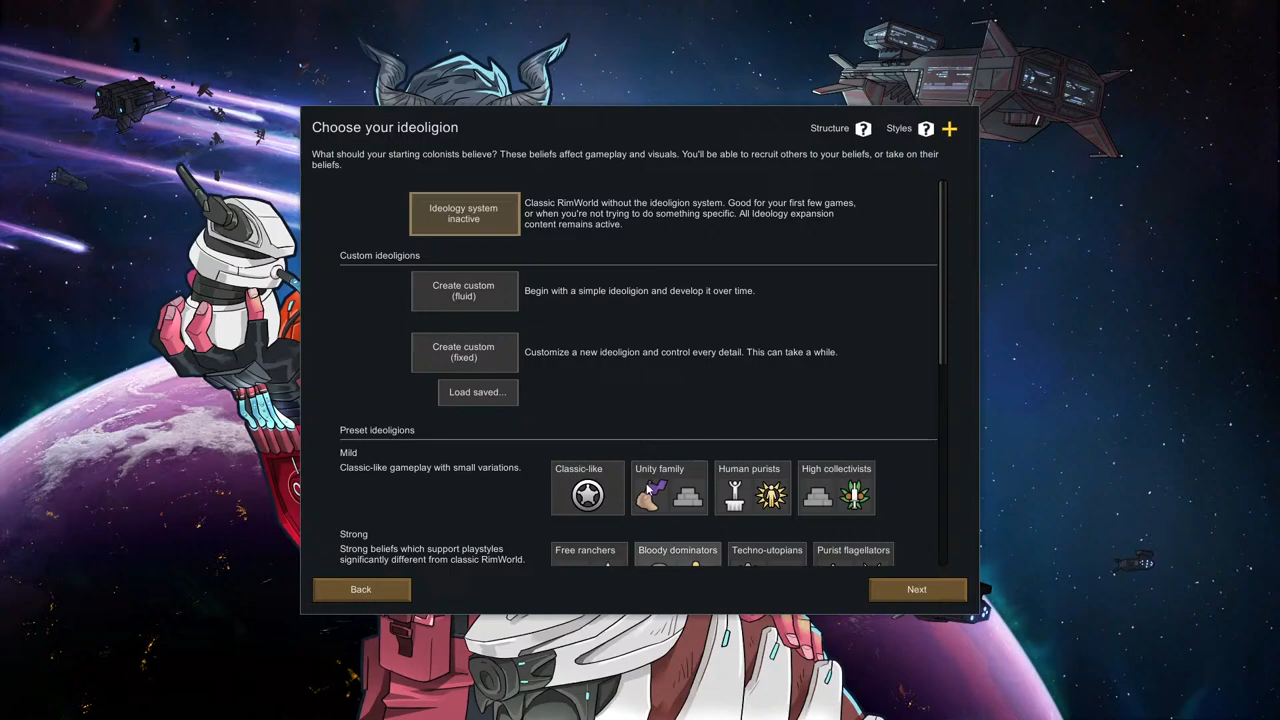 Choose your ideoligion
Structure ? Styles ? +
What should your starting colonists believe? These beliefs affect gameplay and visuals. You'll be able to recruit others to your beliefs, or take on their
beliefs.
Ideology system
inactive
Classic RimWorld without the ideoligion system. Good for your first few games,
or when you're not trying to do something specific. All Ideology expansion
content remains active.
Custom ideoligions
Create custom
(fluid)
Begin with a simple ideoligion and develop it over time.
Create custom
(fixed)
Customize a new ideoligion and control every detail. This can take a while.
Load saved...
Preset ideoligions
Mild
Classic-like gameplay with small variations.
Classic-like
Unity family
Human purists
High collectivists
Strong
Strong beliefs which support playstyles
significantly different from classic RimWorld.
Free ranchers
Bloody dominators
Techno-utopians
Purist flagellators
Back
Next